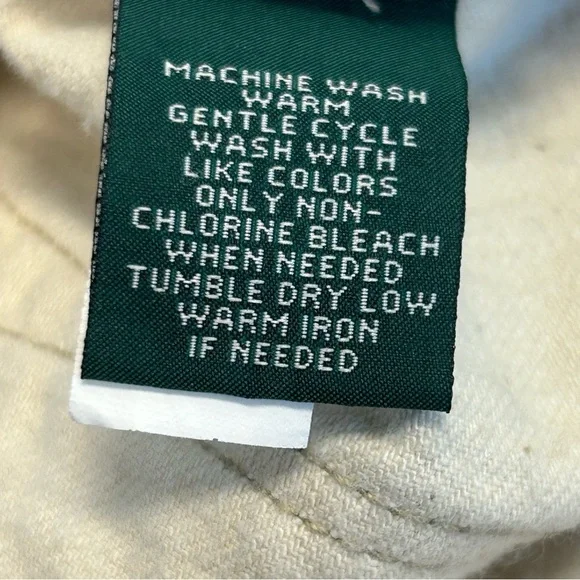 MACHINE WASH
WARM
GENTLE CYCLE
WASH WITH
LIKE COLORS
ONLY NON-
CHLORINE BLEACH
WHEN NEEDED
TUMBLE DRY LOW
WARM IRON
IF NEEDED